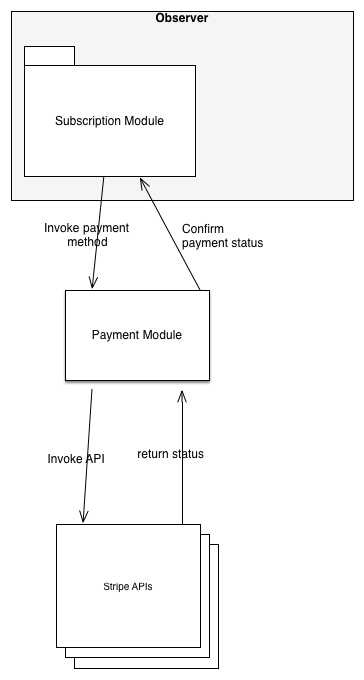 Observer
Subscription Module
Invoke payment
method
Confirm
payment status
Payment Module
Invoke API
return status
Stripe APIs